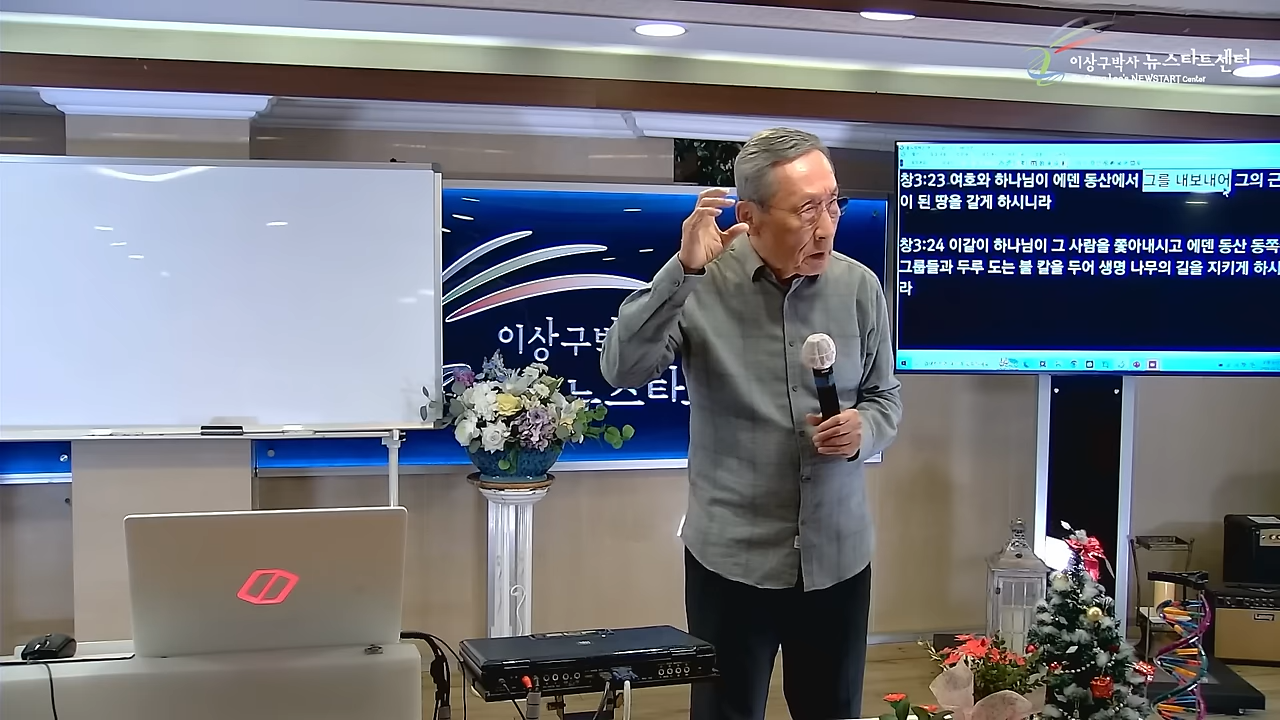 이상구박사 뉴스타트센터
Lee's NEWSTART Center
창3:23 여호와 하나님이 에덴 동산에서 그를 내보내어 그의 근
이 된 땅을 갈게 하시니라
창3:24 이같이 하나님이 그 사람을 쫓아내시고 에덴 동산 동쪽
그룹들과 두루 도는 불 칼을 두어 생명 나무의 길을 지키게 하시
라
이상구박
뉴스타